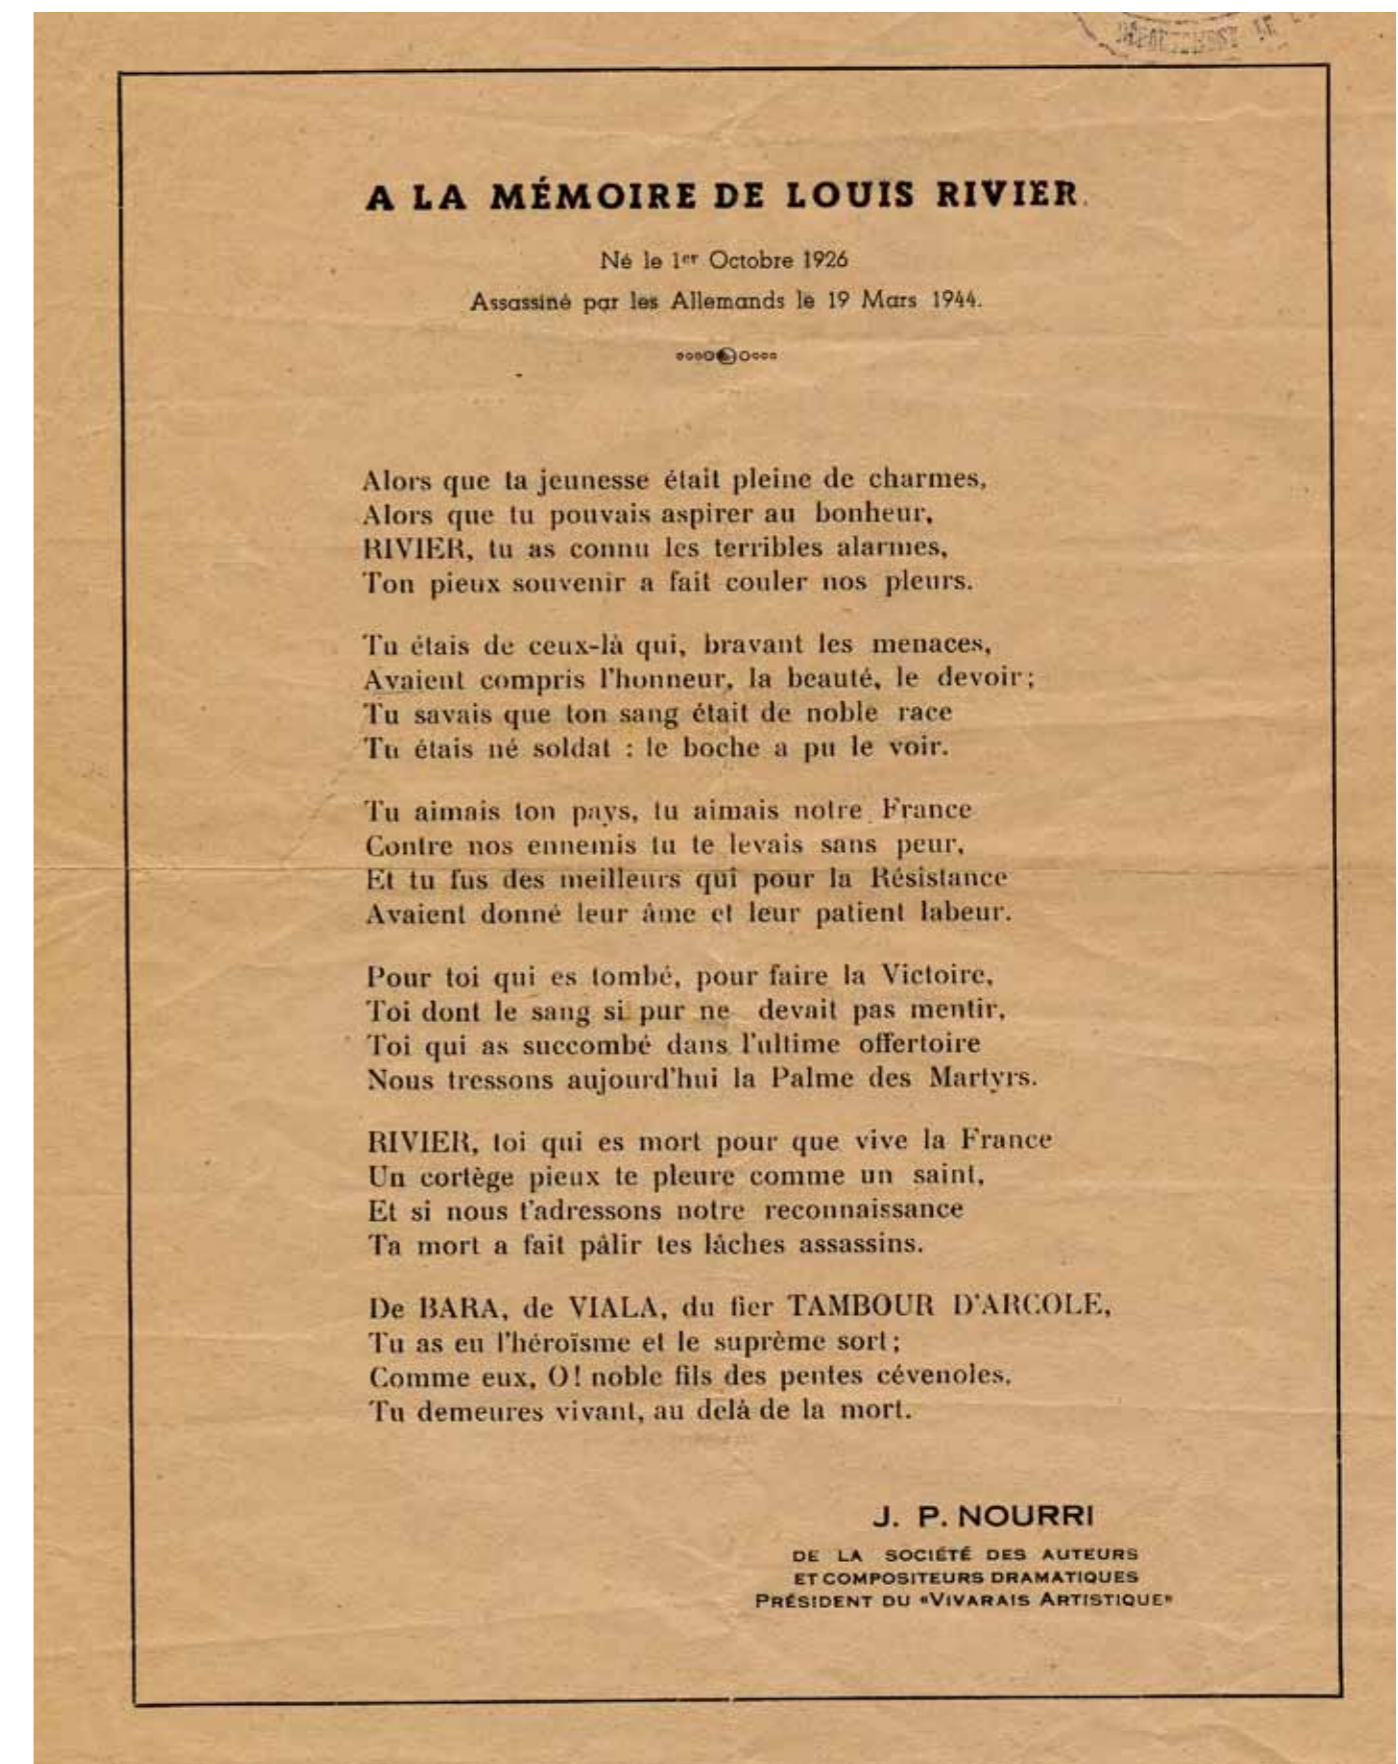 DÉPARTEMENT DE
A LA MÉMOIRE DE LOUIS RIVIER.
Né le 1er Octobre 1926
Assassiné par les Allemands le 19 Mars 1944.
Alors que ta jeunesse était pleine de charmes,
Alors que tu pouvais aspirer au bonheur,
RIVIER, tu as connu les terribles alarmes,
Ton pieux souvenir a fait couler nos pleurs.
Tu étais de ceux-là qui, bravant les menaces,
Avaient compris l'honneur, la beauté, le devoir;
Tu savais que ton sang était de noble race
Tu étais né soldat : le boche a pu le voir.
Tu aimais ton pays, tu aimais notre France
Contre nos ennemis tu te levais sans peur,
Et tu fus des meilleurs qui pour la Résistance
Avaient donné leur âme et leur patient labeur.
Pour toi qui es tombé, pour faire la Victoire,
Toi dont le sang si pur ne devait pas mentir,
Toi qui as succombé dans l'ultime offertoire
Nous tressons aujourd'hui la Palme des Martyrs.
RIVIER, toi qui es mort pour que vive la France
Un cortège pieux te pleure comme un saint,
Et si nous t'adressons notre reconnaissance
Ta mort a fait pâlir tes lâches assassins.
De BARA, de VIALA, du fier TAMBOUR D'ARCOLE,
Tu as eu l'héroïsme et le suprème sort;
Comme eux, O! noble fils des pentes cévenoles,
Tu demeures vivant, au delà de la mort.
J. P. NOURRI
DE LA SOCIÉTÉ DES AUTEURS
ET COMPOSITEURS DRAMATIQUES
PRÉSIDENT DU «VIVARAIS ARTISTIQUE»